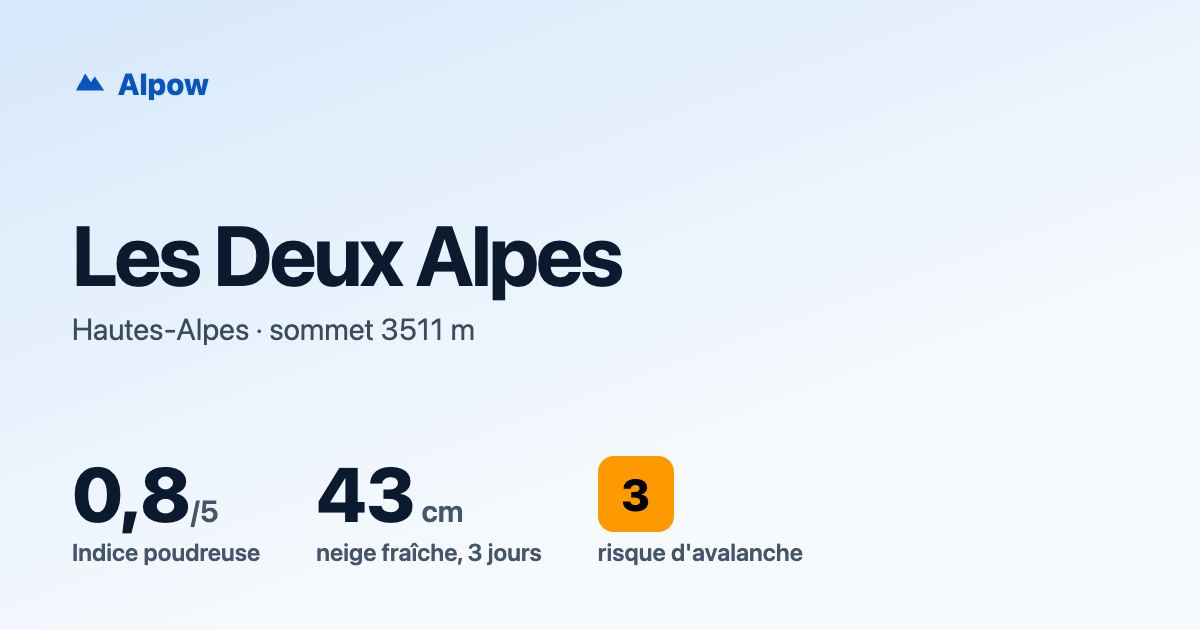 Alpow
Les Deux Alpes
Hautes-Alpes · sommet 3511 m
0,8/5 43 cm 3
Indice poudreuse neige fraîche, 3 jours risque d'avalanche